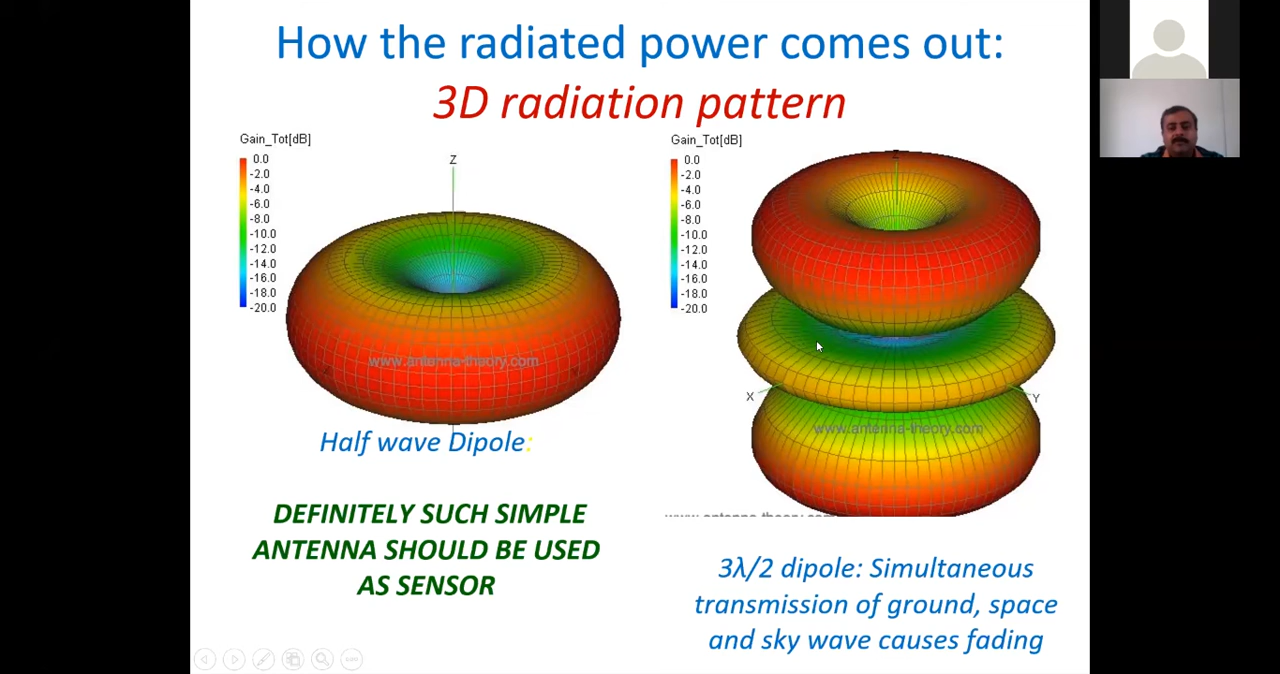 How the radiated power comes out:
3D radiation pattern
Gain_Tot[dB]
0.0
-2.0
-4.0
-6.0
-8.0
-10.0
-12.0
-14.0
-16.0
-18.0
-20.0
Z
www.antenna-theory.com
Half wave Dipole:
DEFINITELY SUCH SIMPLE
ANTENNA SHOULD BE USED
AS SENSOR
Gain_Tot[dB]
0.0
-2.0
-4.0
-6.0
-8.0
-10.0
-12.0
-14.0
-16.0
-18.0
-20.0
Z
X
Y
www.antenna-theory.com
www.antenna-theory.com
3λ/2 dipole: Simultaneous
transmission of ground, space
and sky wave causes fading